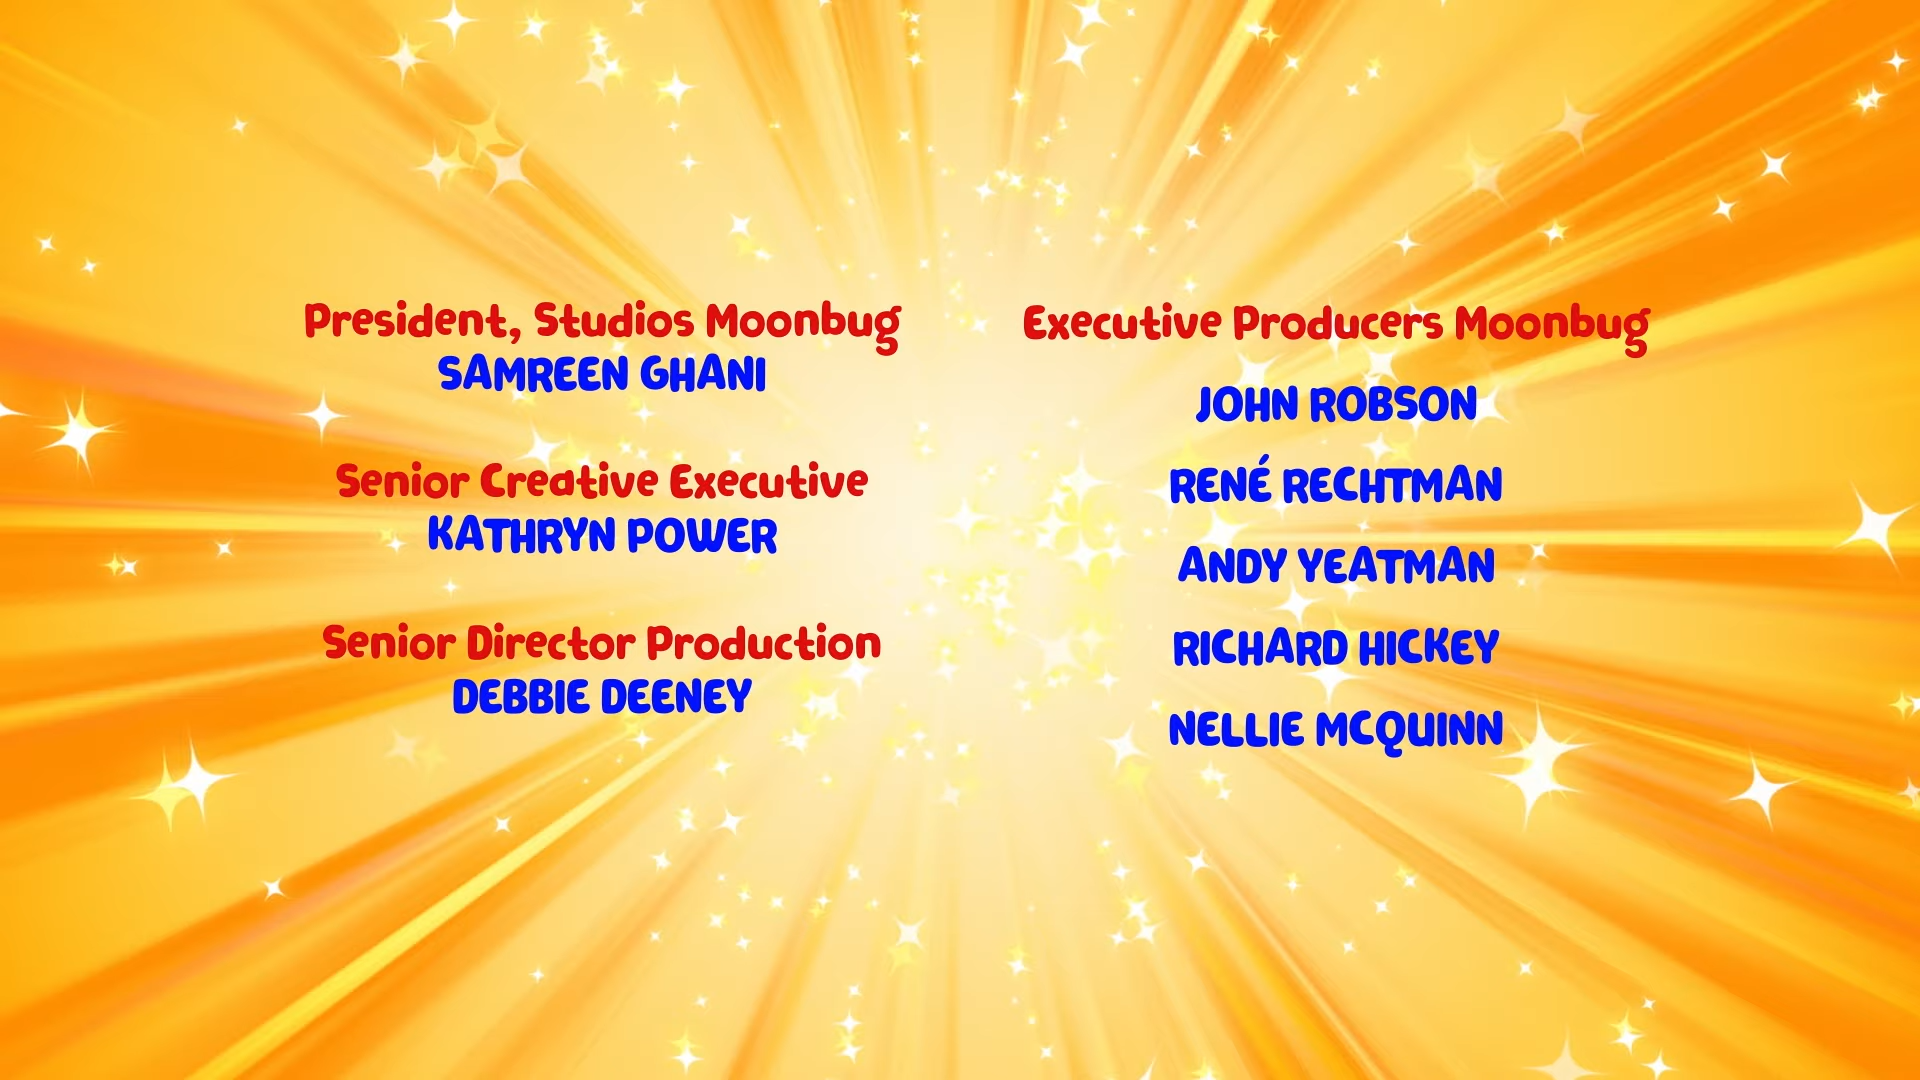 President, Studios Moonbug
SAMREEN GHANI
Senior Creative Executive
KATHRYN POWER
Senior Director Production
DEBBIE DEENEY
Executive Producers Moonbug
JOHN ROBSON
RENÉ RECHTMAN
ANDY YEATMAN
RICHARD HICKEY
NELLIE MCQUINN